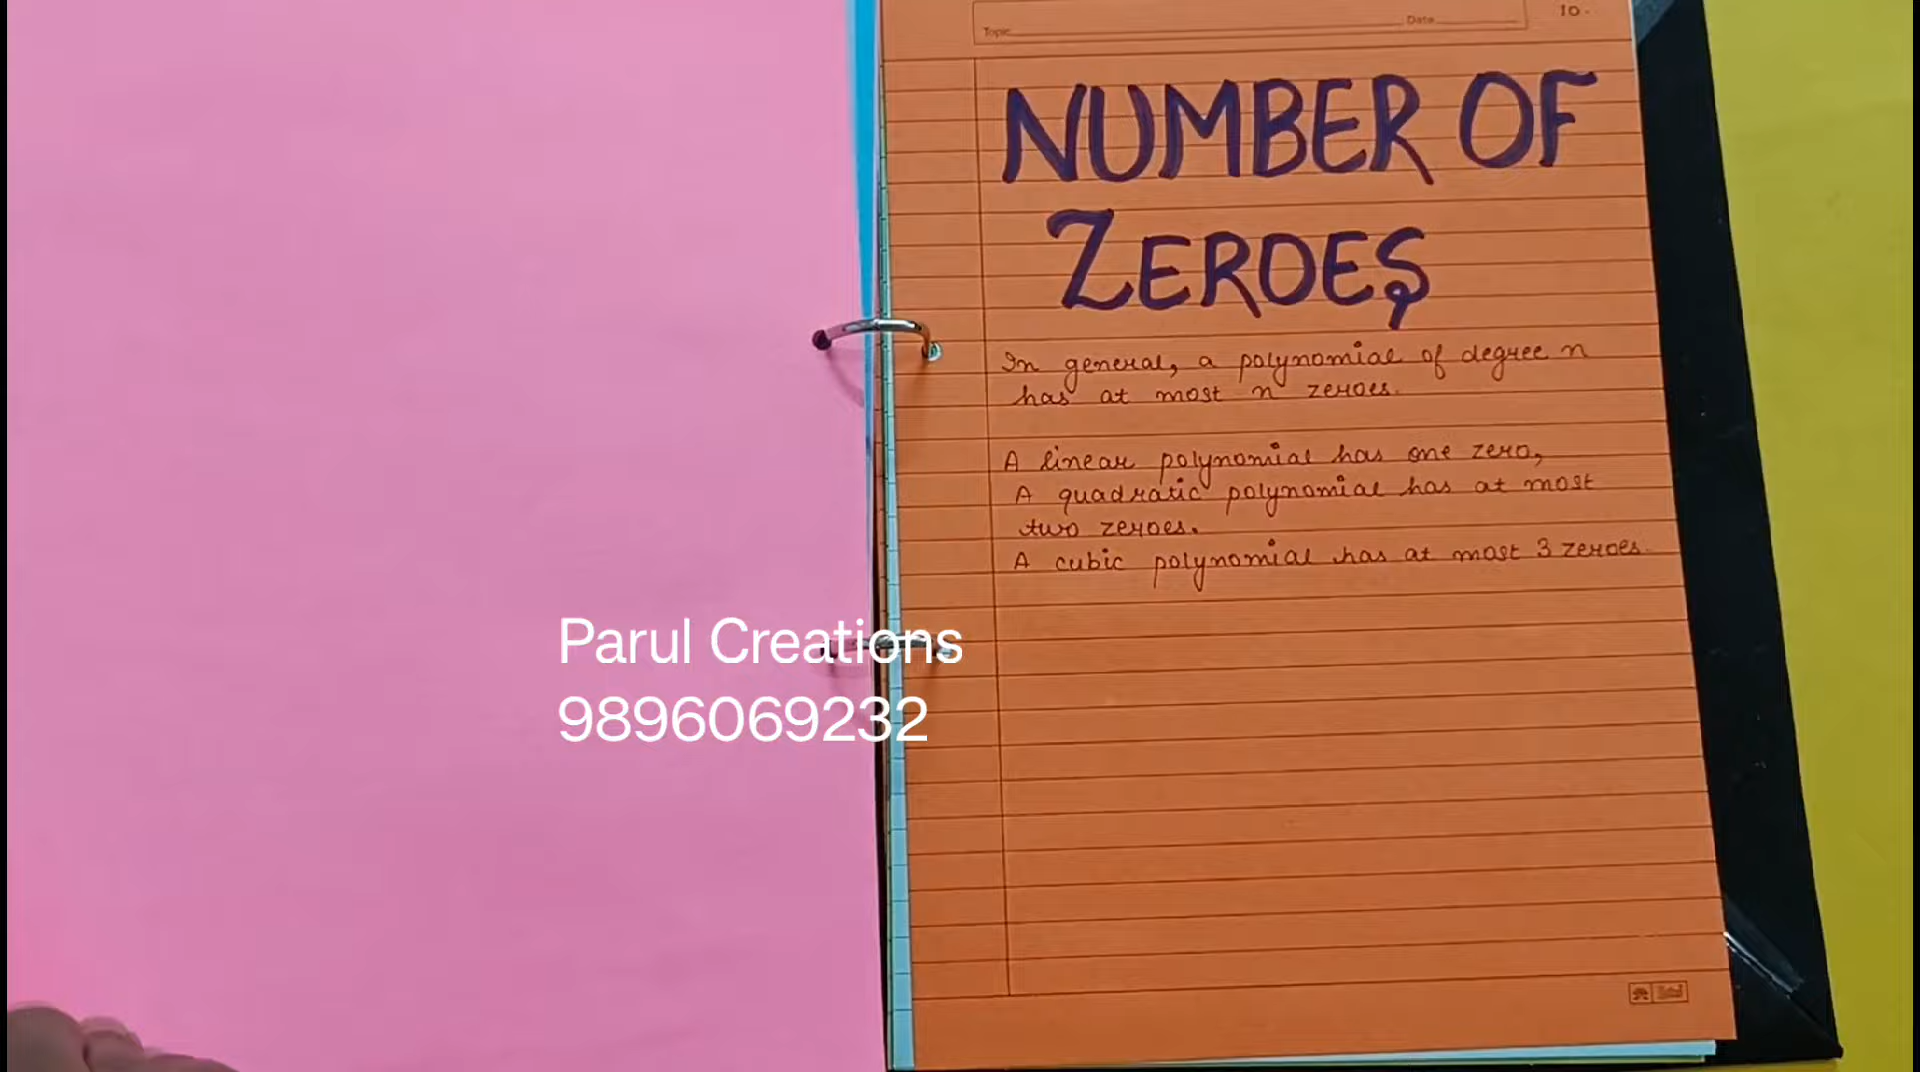 10.
Topic
Date
NUMBER OF
ZEROES
In general, a polynomial of degree n
has at most n zeroes.
A linear polynomial has one zero,
A quadratic polynomial has at most
two zeroes.
A cubic polynomial has at most 3 zeroes.
Parul Creations
9896069232